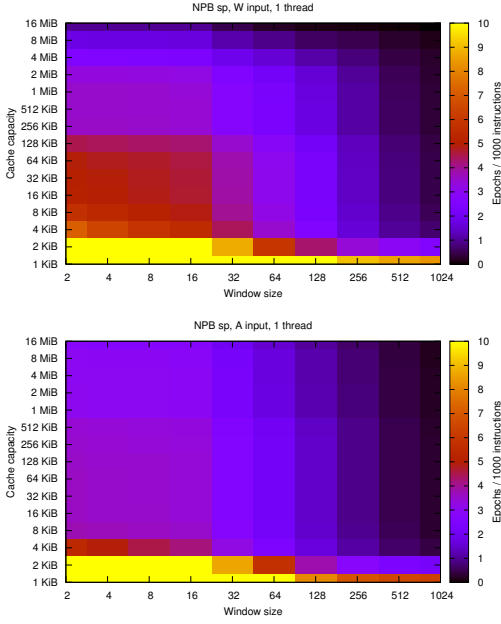 NPB sp, W input, 1 thread
16 MiB
8 MiB
4 MiB
2 MiB
1 MiB
512 KiB
256 KiB
128 KiB
64 KiB
32 KiB
16 KiB
8 KiB
4 KiB
2 KiB
1 KiB
Cache capacity
2 4 8 16 32 64 128 256 512 1024
Window size
10
9
8
7
6
5
4
3
2
1
0
Epochs / 1000 instructions
NPB sp, A input, 1 thread
16 MiB
8 MiB
4 MiB
2 MiB
1 MiB
512 KiB
256 KiB
128 KiB
64 KiB
32 KiB
16 KiB
8 KiB
4 KiB
2 KiB
1 KiB
Cache capacity
2 4 8 16 32 64 128 256 512 1024
Window size
10
9
8
7
6
5
4
3
2
1
0
Epochs / 1000 instructions